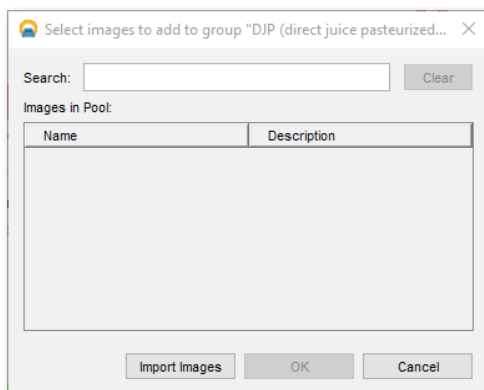 Select images to add to group "DJP (direct juice pasteurized...
Search:
Clear
Images in Pool:
Name Description
Import Images OK Cancel